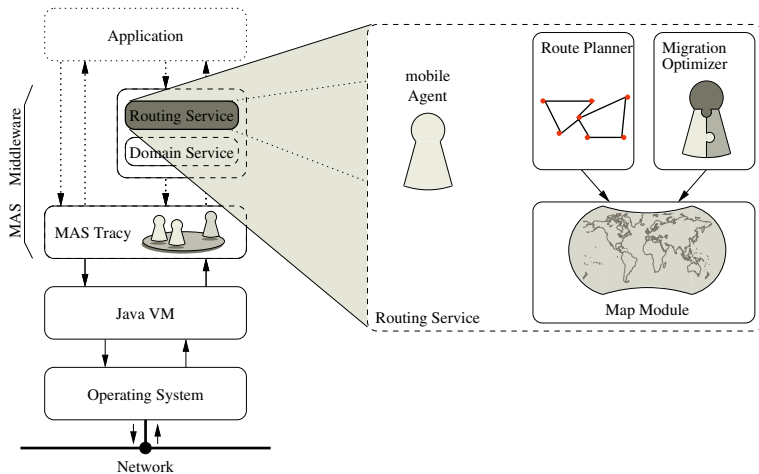 Application
MAS Middleware
Routing Service
Domain Service
MAS Tracy
Java VM
Operating System
Network
mobile
Agent
Route Planner
Migration
Optimizer
Map Module
Routing Service